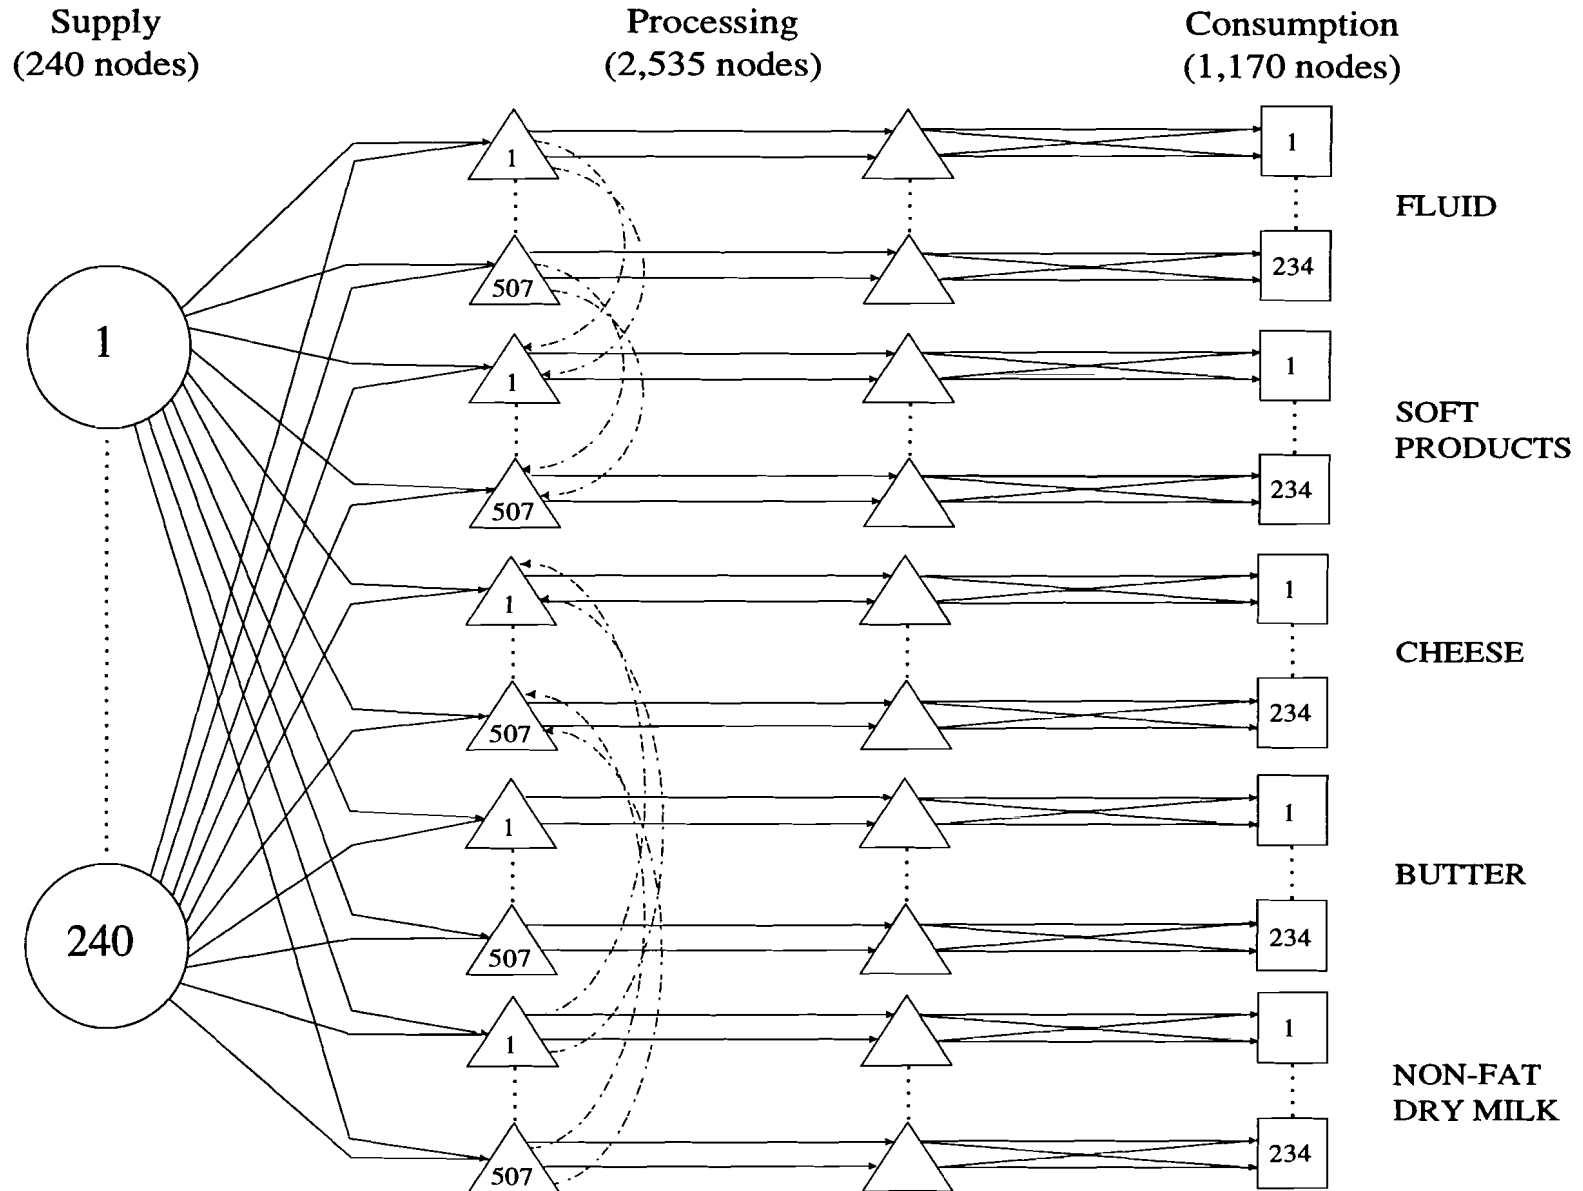 Supply
(240 nodes)
Processing
(2,535 nodes)
Consumption
(1,170 nodes)
1
1
FLUID
507
234
1
1
1
SOFT
PRODUCTS
507
234
1
1
CHEESE
507
234
1
1
BUTTER
240
507
234
1
1
NON-FAT
DRY MILK
507
234